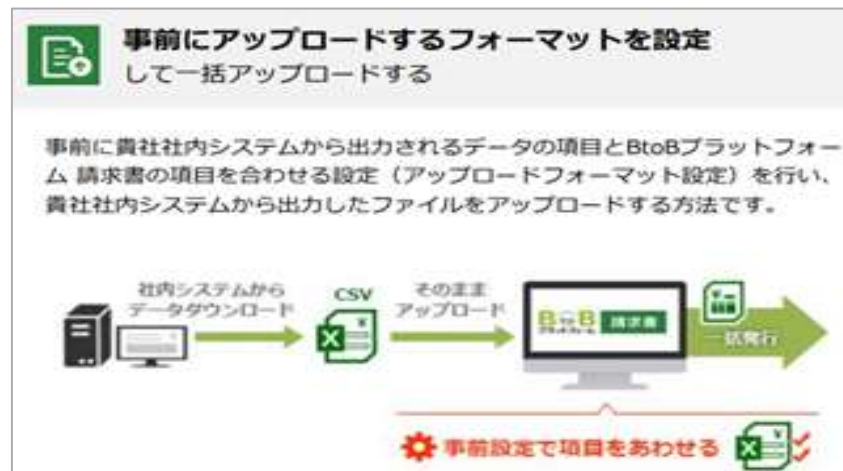 事前にアップロードするフォーマットを設定
して一括アップロードする
事前に貴社社内システムから出力されるデータの項目とBtoBプラットフォー
ム 請求書の項目を合わせる設定（アップロードフォーマット設定）を行い、
貴社社内システムから出力したファイルをアップロードする方法です。
社内システムから
データダウンロード
CSV
そのまま
アップロード
BtoB
プラットフォーム
請求書
一括発行
事前設定で項目をあわせる